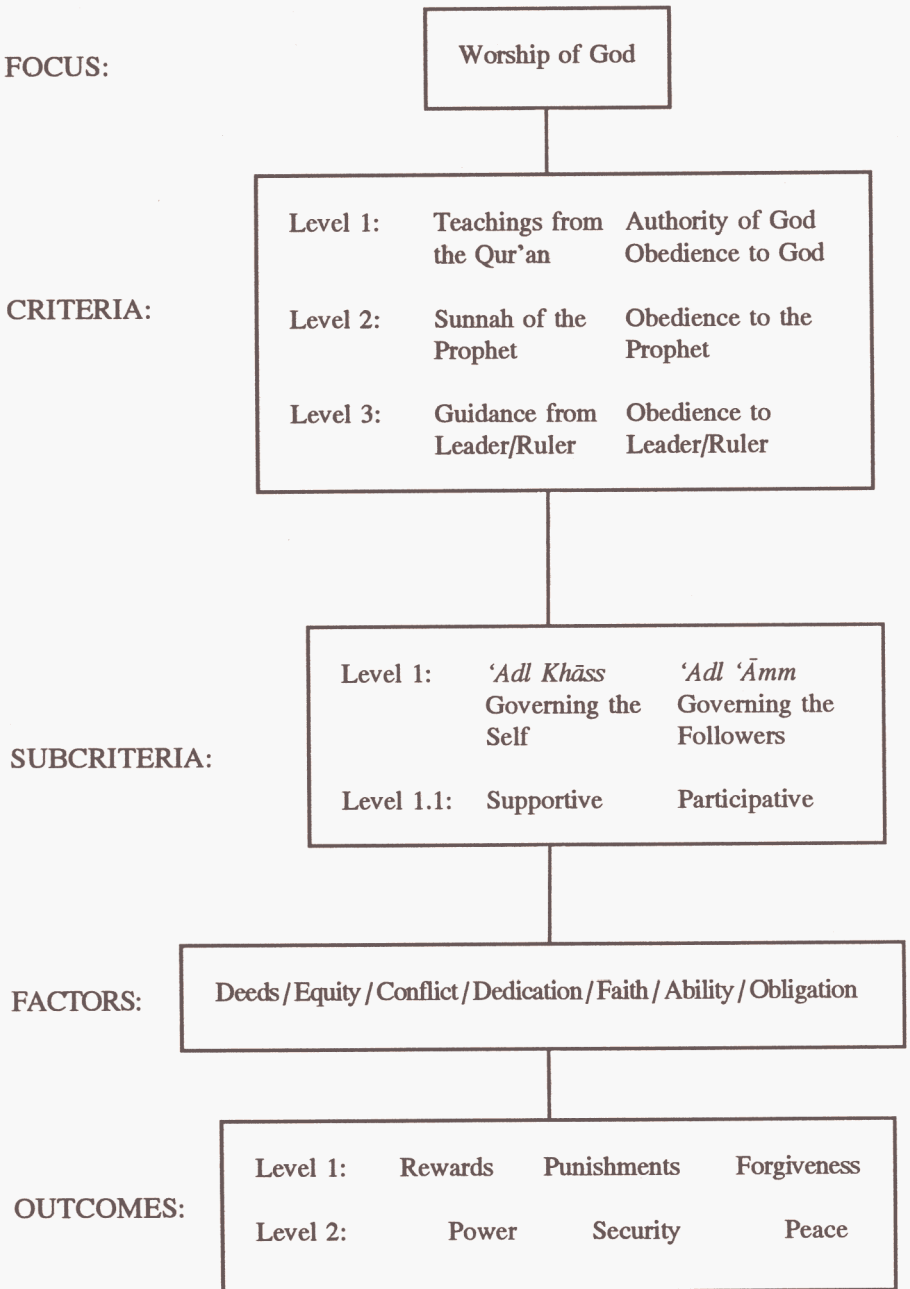 FOCUS:
Worship of God
CRITERIA:
Level 1: Teachings from Authority of God
the Qur'an Obedience to God
Level 2: Sunnah of the Obedience to the
Prophet Prophet
Level 3: Guidance from Obedience to
Leader/Ruler Leader/Ruler
SUBCRITERIA:
Level 1: ‘Adl Khāss ‘Adl ‘Āmm
Governing the Governing the
Self Followers
Level 1.1: Supportive Participative
FACTORS:
Deeds/Equity/Conflict/Dedication/Faith/Ability/Obligation
OUTCOMES:
Level 1: Rewards Punishments Forgiveness
Level 2: Power Security Peace